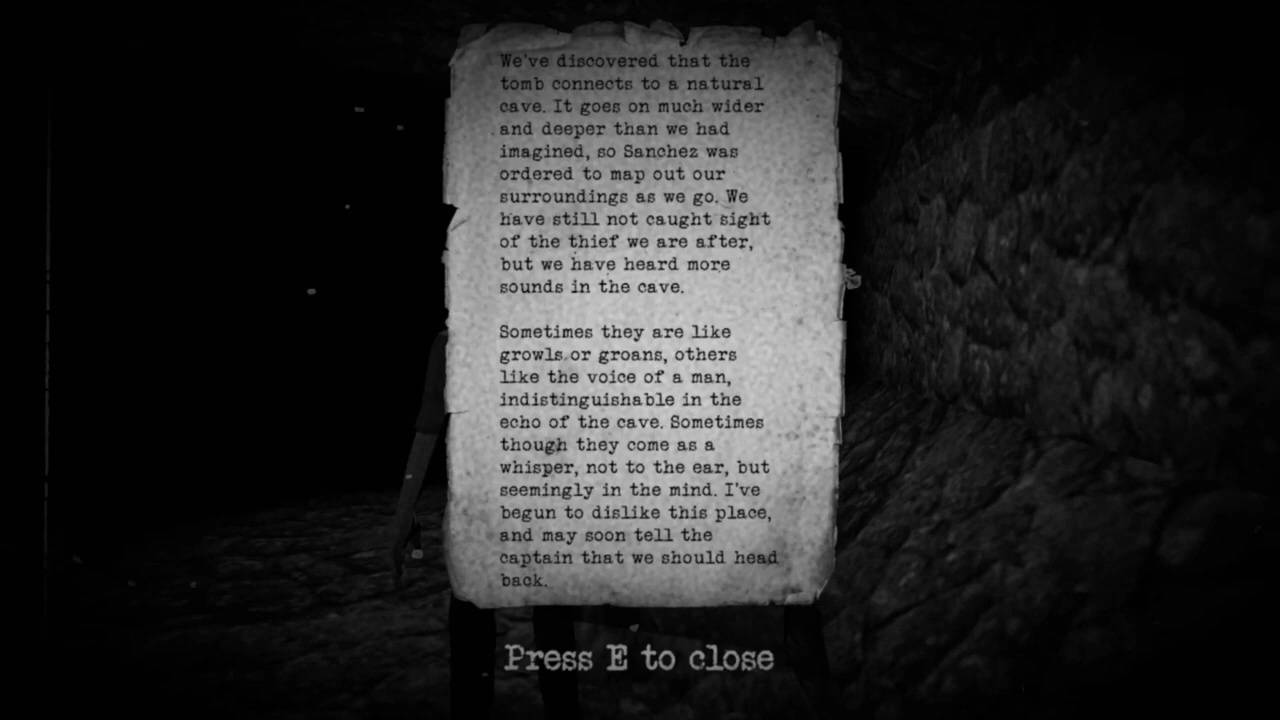 We've discovered that the
tomb connects to a natural
cave. It goes on much wider
and deeper than we had
imagined, so Sanchez was
ordered to map out our
surroundings as we go. We
have still not caught sight
of the thief we are after,
but we have heard more
sounds in the cave.
Sometimes they are like
growls or groans, others
like the voice of a man,
indistinguishable in the
echo of the cave. Sometimes
though they come as a
whisper, not to the ear, but
seemingly in the mind. I've
begun to dislike this place,
and may soon tell the
captain that we should head
back.
Press E to close